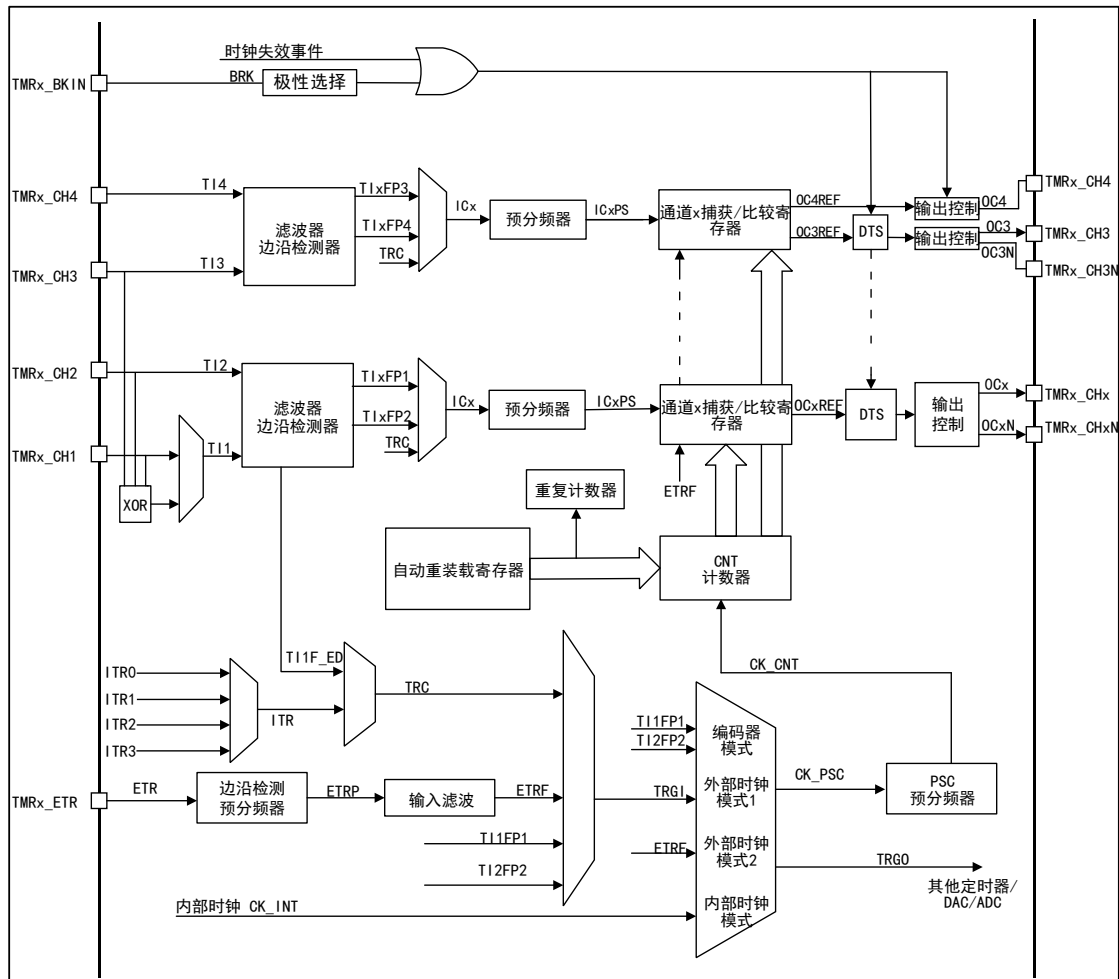 时钟失效事件
TMRx_BKIN
BRK
极性选择
TMRx_CH4
TI4
TIxFP3
滤波器
边沿检测器
TIxFP4
TRC
ICx
预分频器
ICxPS
通道x捕获/比较寄
存器
OC4REF
OC3REF
DTS
输出控制
OC4
TMRx_CH4
输出控制
OC3
TMRx_CH3
OC3N
TMRx_CH3N
TMRx_CH3
TI3
TMRx_CH2
TI2
TIxFP1
滤波器
边沿检测器
TIxFP2
TRC
ICx
预分频器
ICxPS
通道x捕获/比较寄
存器
OCxREF
DTS
输出
控制
OCx
TMRx_CHx
OCxN
TMRx_CHxN
TMRx_CH1
TI1
XOR
ETRF
重复计数器
自动重装载寄存器
CNT
计数器
CK_CNT
TI1F_ED
TRC
ITR0
ITR1
ITR2
ITR3
ITR
TMRx_ETR
ETR
边沿检测
预分频器
ETRP
输入滤波
ETRF
TI1FP1
TI2FP2
TRGI
TI1FP1
TI2FP2
编码器
模式
外部时钟
模式1
ETRF
外部时钟
模式2
内部时钟
模式
CK_PSC
PSC
预分频器
TRGO
其他定时器/
DAC/ADC
内部时钟 CK_INT